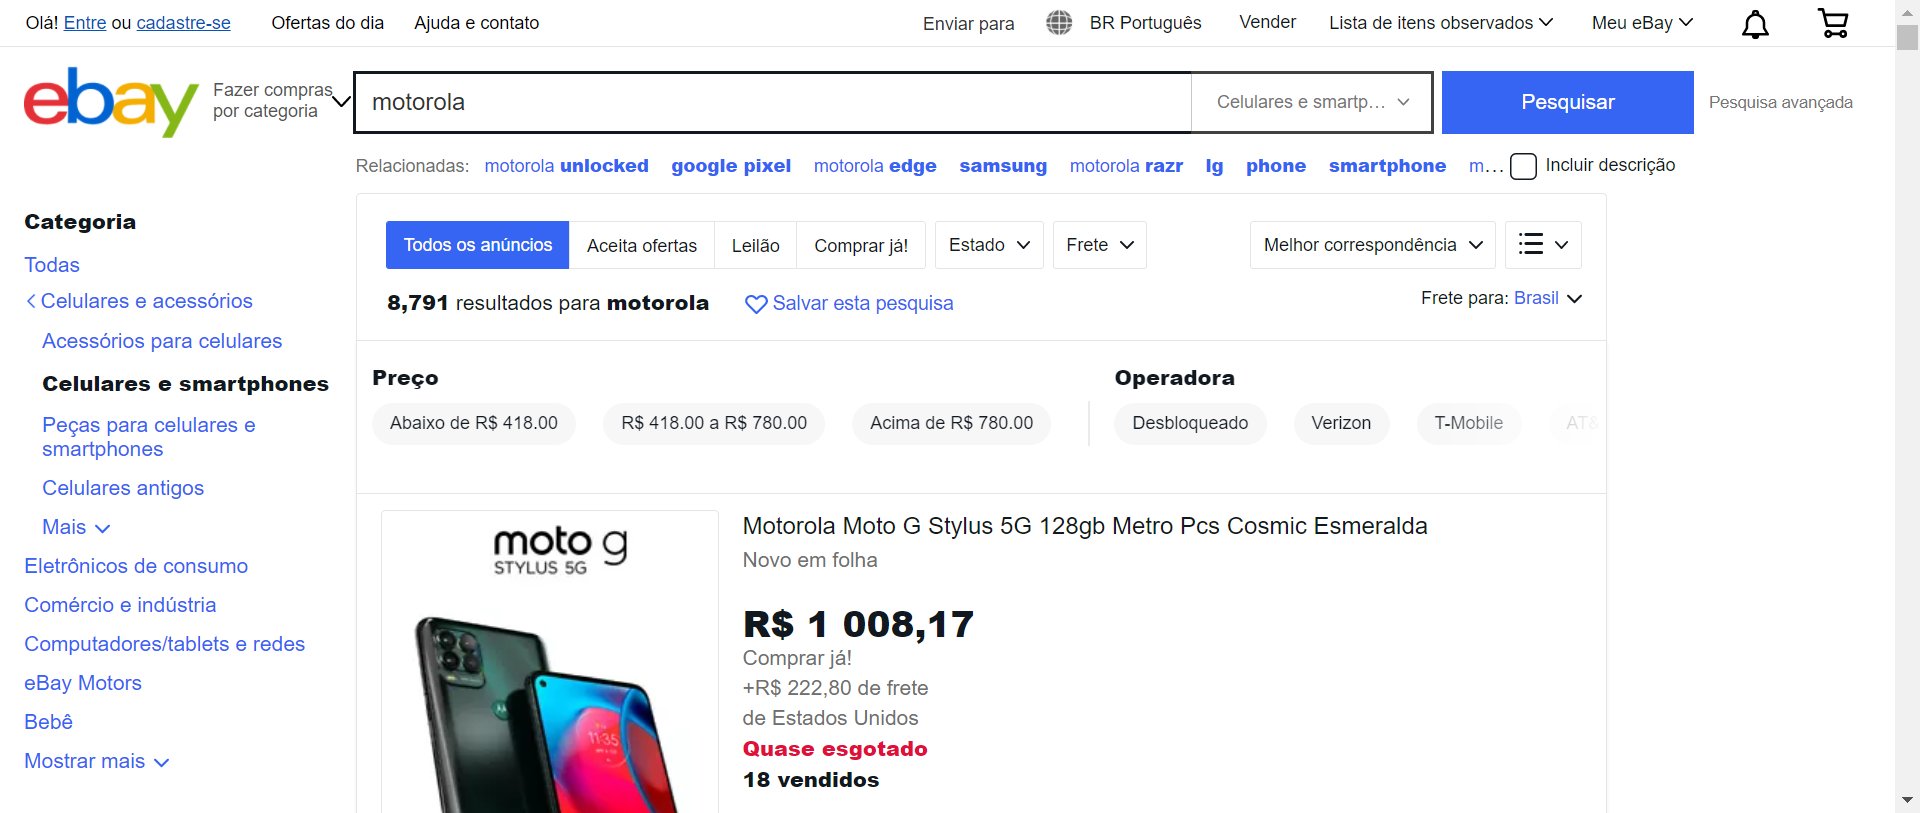 Olá! Entre ou cadastre-se Ofertas do dia Ajuda e contato Enviar para BR Português Vender Lista de itens observados Meu eBay
ebay
Fazer compras
por categoria
motorola
Celulares e smartp...
Pesquisar
Pesquisa avançada
Relacionadas: motorola unlocked google pixel motorola edge samsung motorola razr lg phone smartphone m... Incluir descrição
Categoria
Todas
Celulares e acessórios
Acessórios para celulares
Celulares e smartphones
Peças para celulares e
smartphones
Celulares antigos
Mais
Eletrônicos de consumo
Comércio e indústria
Computadores/tablets e redes
eBay Motors
Bebê
Mostrar mais
Todos os anúncios Aceita ofertas Leilão Comprar já! Estado Frete Melhor correspondência
8,791 resultados para motorola Salvar esta pesquisa Frete para: Brasil
Preço
Abaixo de R$ 418.00 R$ 418.00 a R$ 780.00 Acima de R$ 780.00
Operadora
Desbloqueado Verizon T-Mobile AT&
moto g
STYLUS 5G
11:35
Motorola Moto G Stylus 5G 128gb Metro Pcs Cosmic Esmeralda
Novo em folha
R$ 1 008,17
Comprar já!
+R$ 222,80 de frete
de Estados Unidos
Quase esgotado
18 vendidos